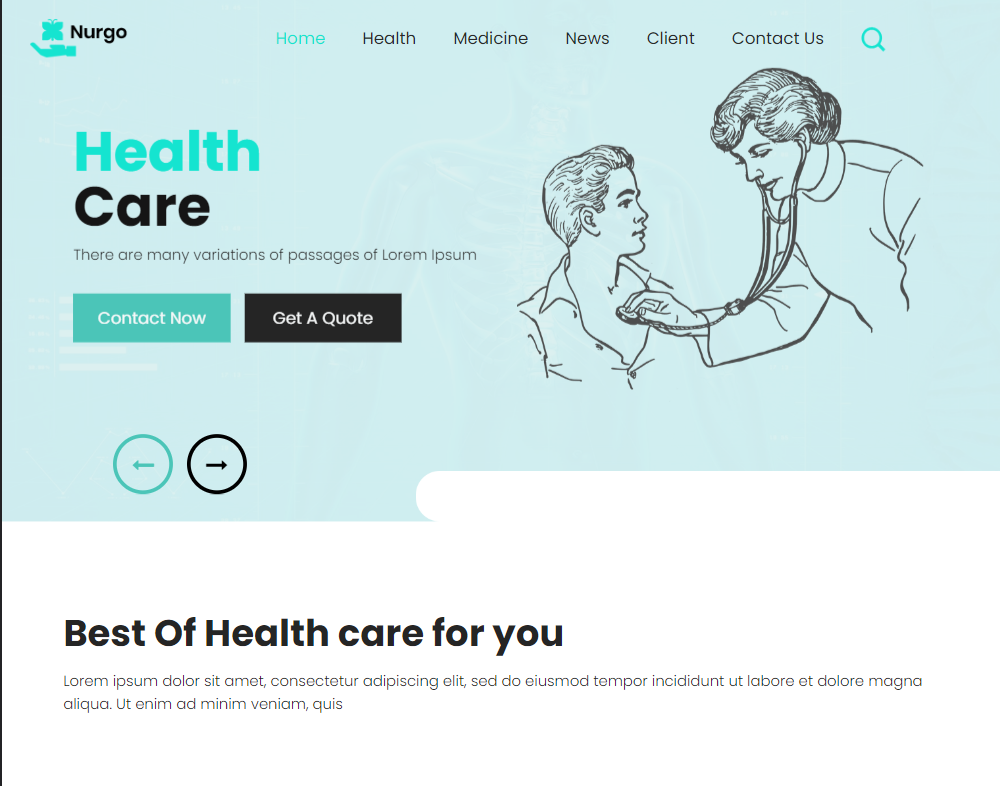 Nurgo
Home Health Medicine News Client Contact Us
Health
Care
There are many variations of passages of Lorem Ipsum
Contact Now Get A Quote
Best Of Health care for you
Lorem ipsum dolor sit amet, consectetur adipiscing elit, sed do eiusmod tempor incididunt ut labore et dolore magna
aliqua. Ut enim ad minim veniam, quis